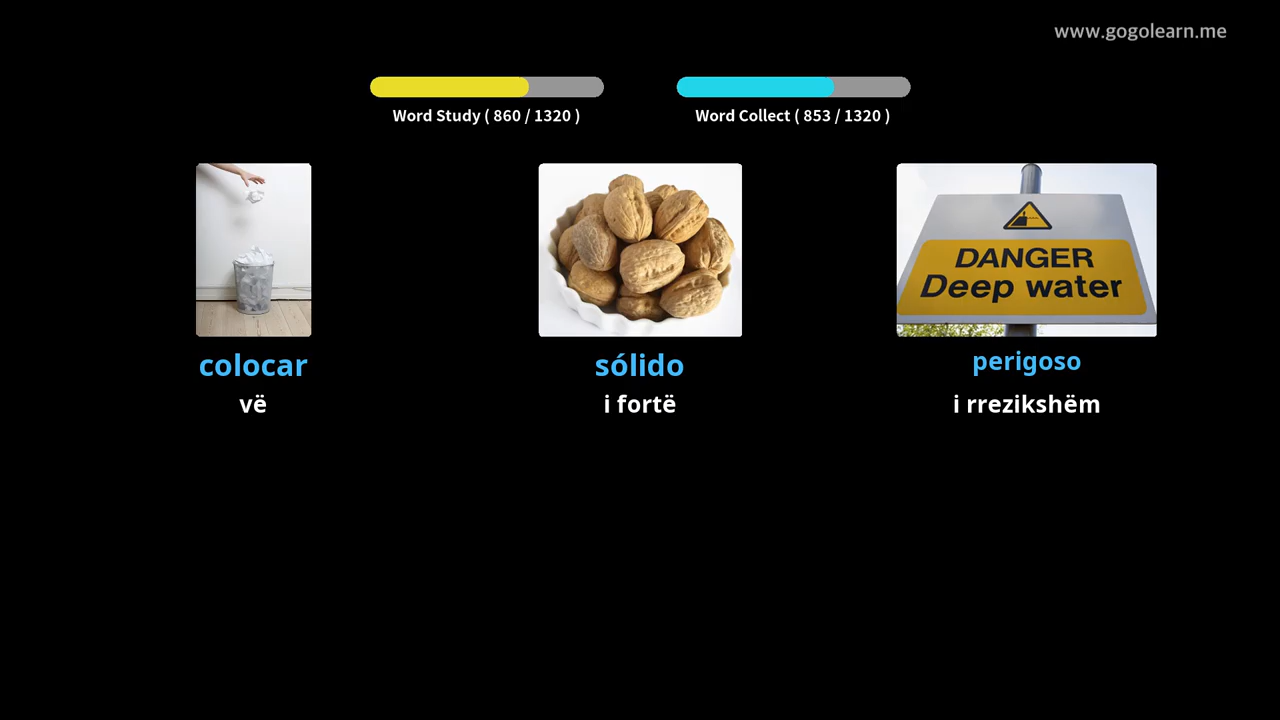 www.gogolearn.me
Word Study ( 860 / 1320 )
Word Collect ( 853 / 1320 )
DANGER
Deep water
colocar
sólido
perigoso
vë
i fortë
i rrezikshëm